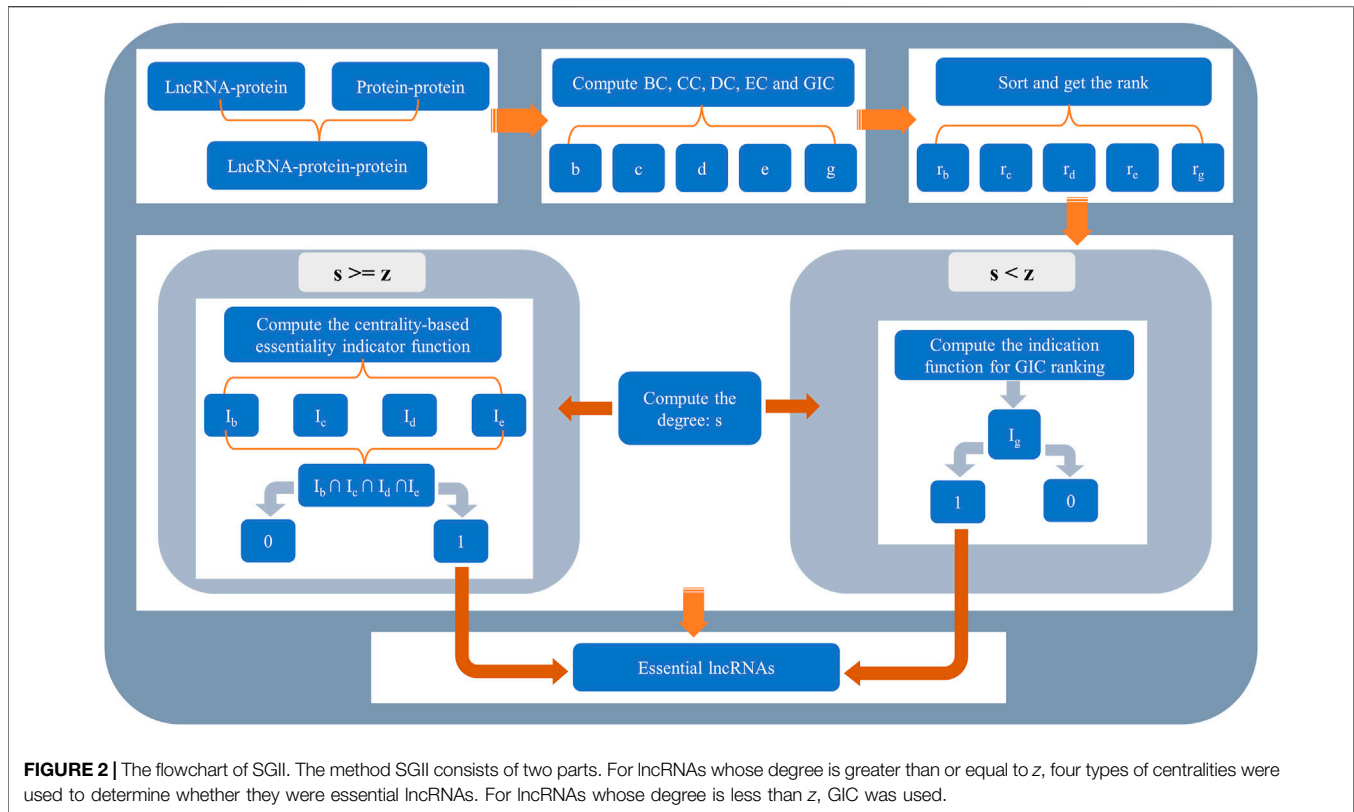 LncRNA-protein
Protein-protein
LncRNA-protein-protein
Compute BC, CC, DC, EC and GIC
b
c
d
e
g
Sort and get the rank
r_b
r_c
r_d
r_e
r_g
s >= z
Compute the centrality-based
essentiality indicator function
I_b
I_c
I_d
I_e
I_b ∩ I_c ∩ I_d ∩I_e
0
1
Compute the
degree: s
s < z
Compute the indication
function for GIC ranking
I_g
1
0
Essential lncRNAs
FIGURE 2 | The flowchart of SGII. The method SGII consists of two parts. For lncRNAs whose degree is greater than or equal to z, four types of centralities were
used to determine whether they were essential lncRNAs. For lncRNAs whose degree is less than z, GIC was used.